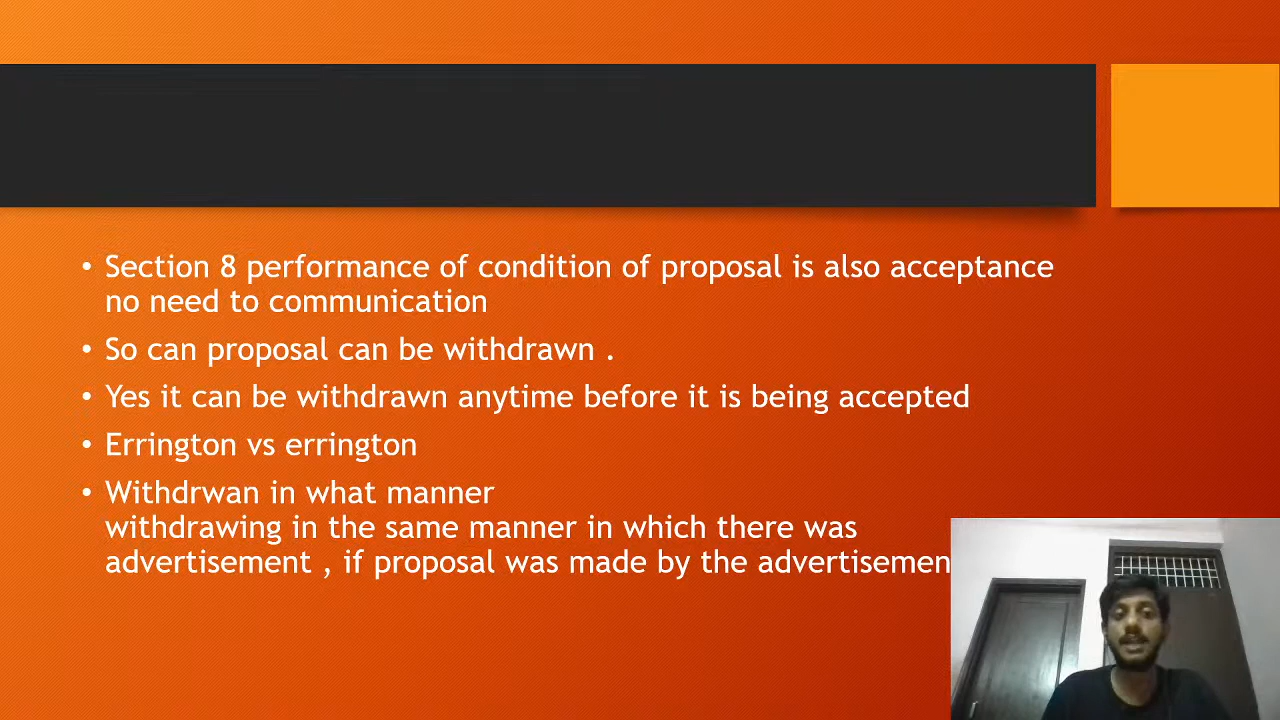 Section 8 performance of condition of proposal is also acceptance
no need to communication
So can proposal can be withdrawn .
Yes it can be withdrawn anytime before it is being accepted
Errington vs errington
Withdrwan in what manner
withdrawing in the same manner in which there was
advertisement , if proposal was made by the advertisemen